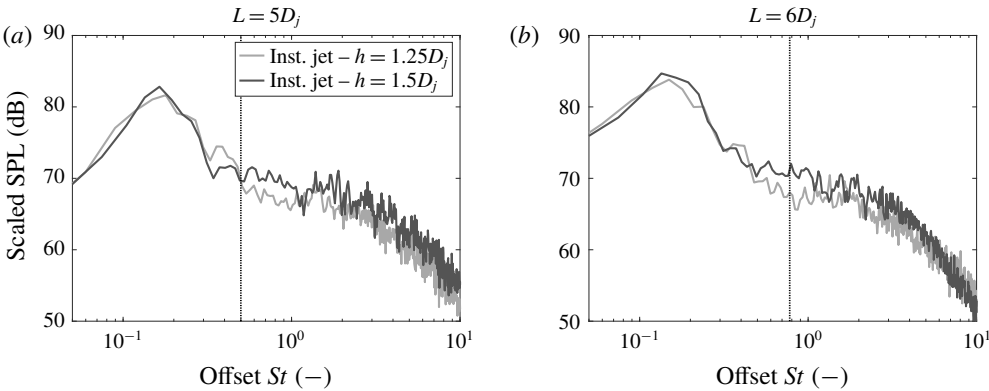 L = 5D_j
(a)
90
80
70
60
50
Scaled SPL (dB)
Inst. jet – h = 1.25D_j
Inst. jet – h = 1.5D_j
10^{-1} 10^0 10^1
Offset St (–)
L = 6D_j
(b)
90
80
70
60
50
10^{-1} 10^0 10^1
Offset St (–)